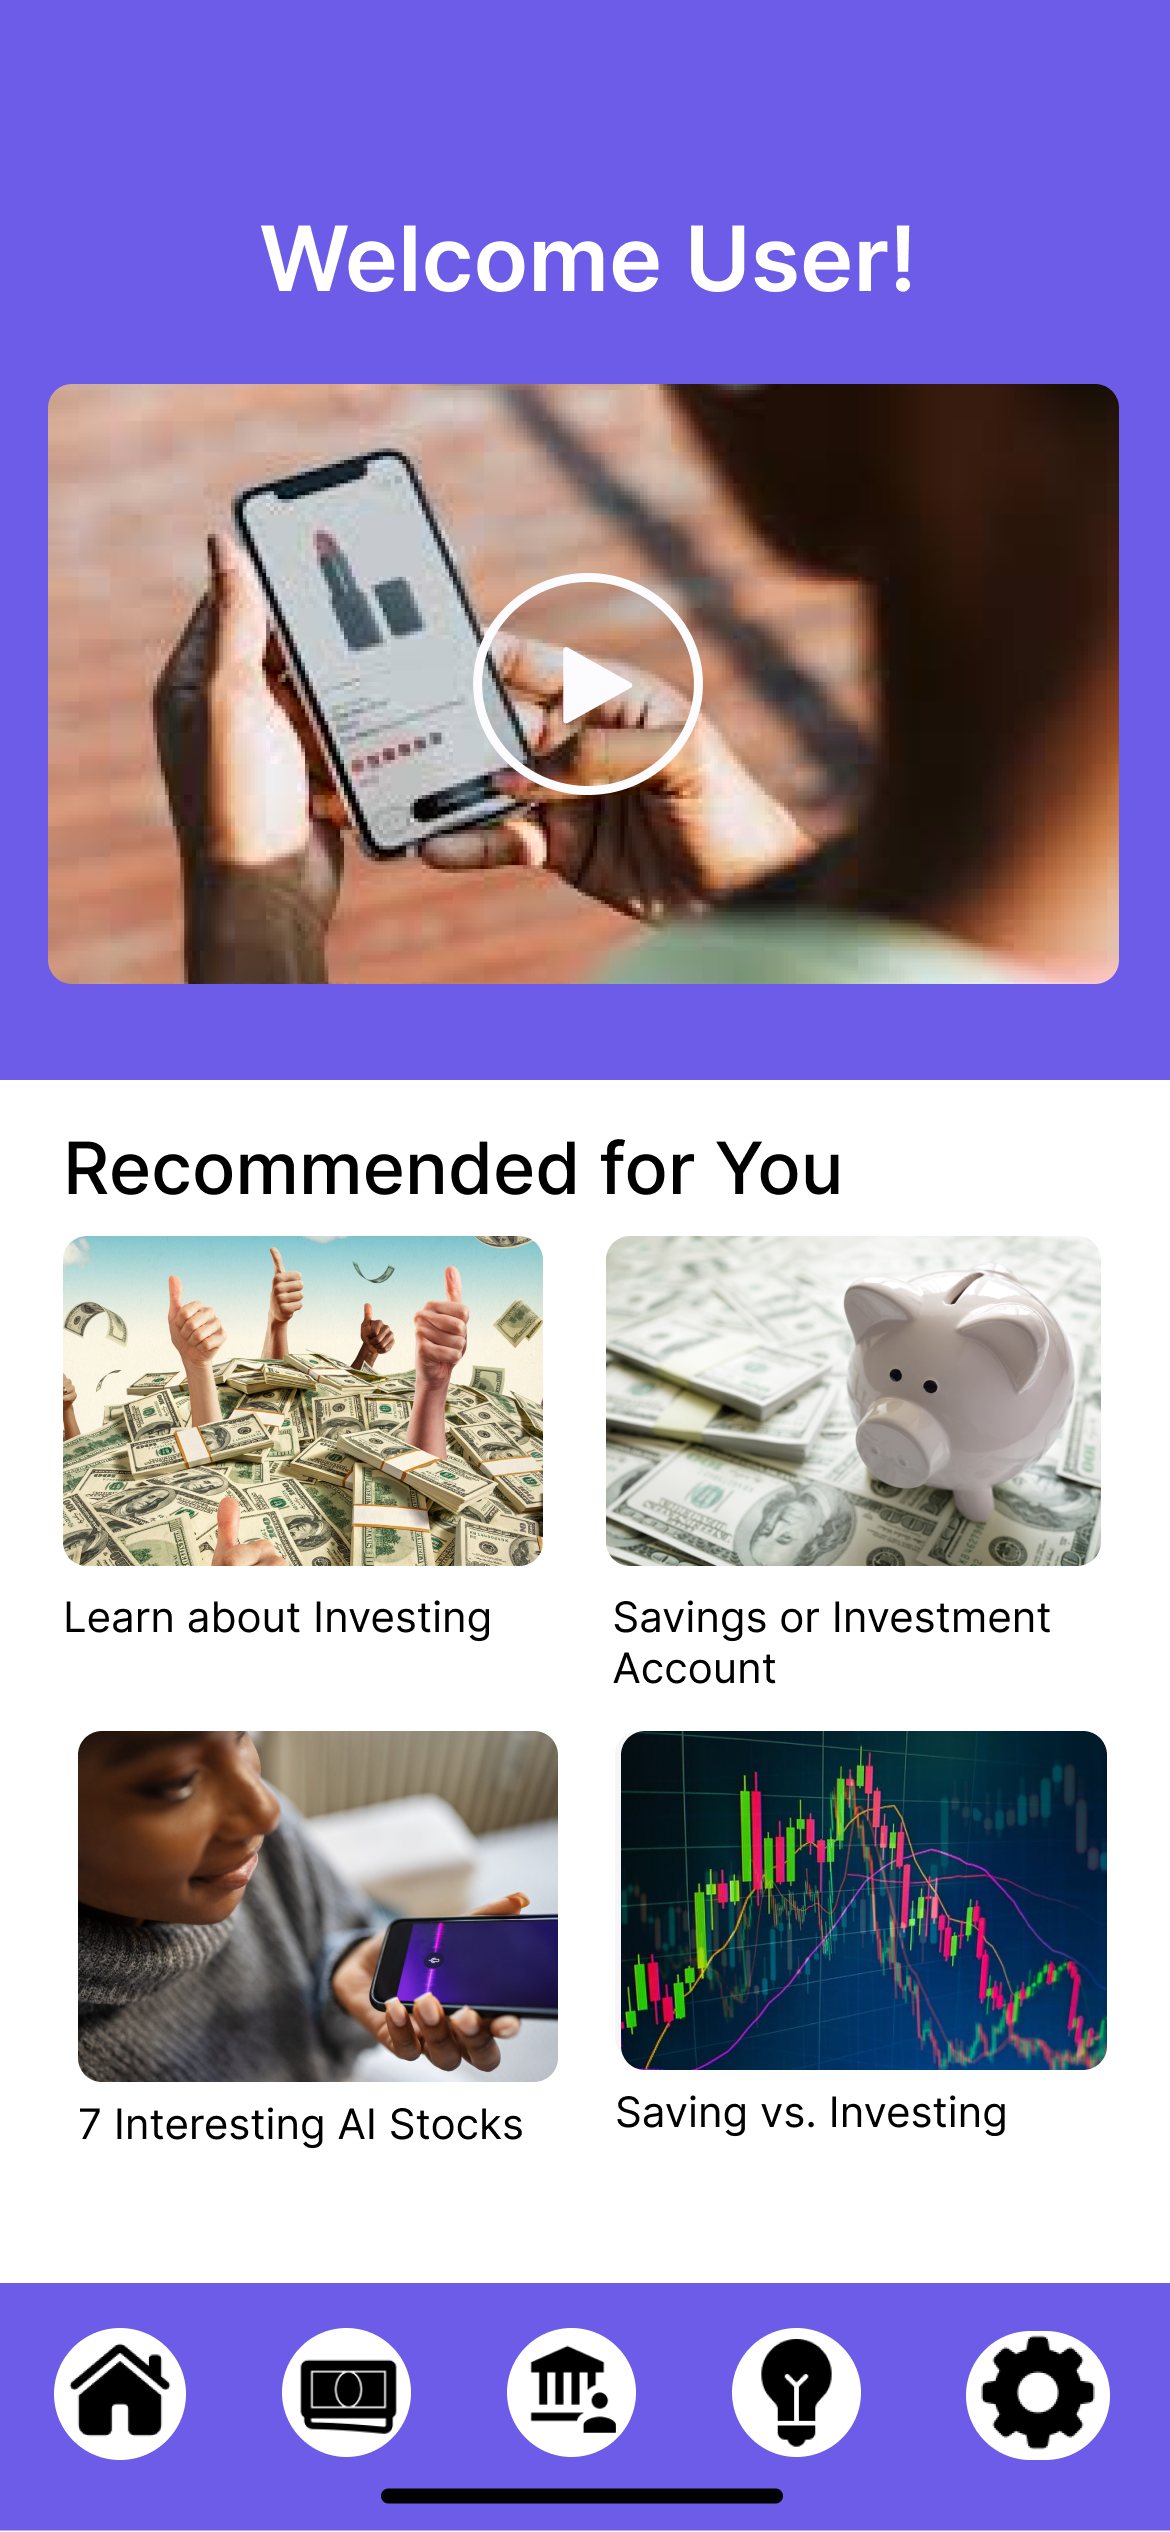 Welcome User!
Recommended for You
Learn about Investing
Savings or Investment
Account
7 Interesting AI Stocks
Saving vs. Investing